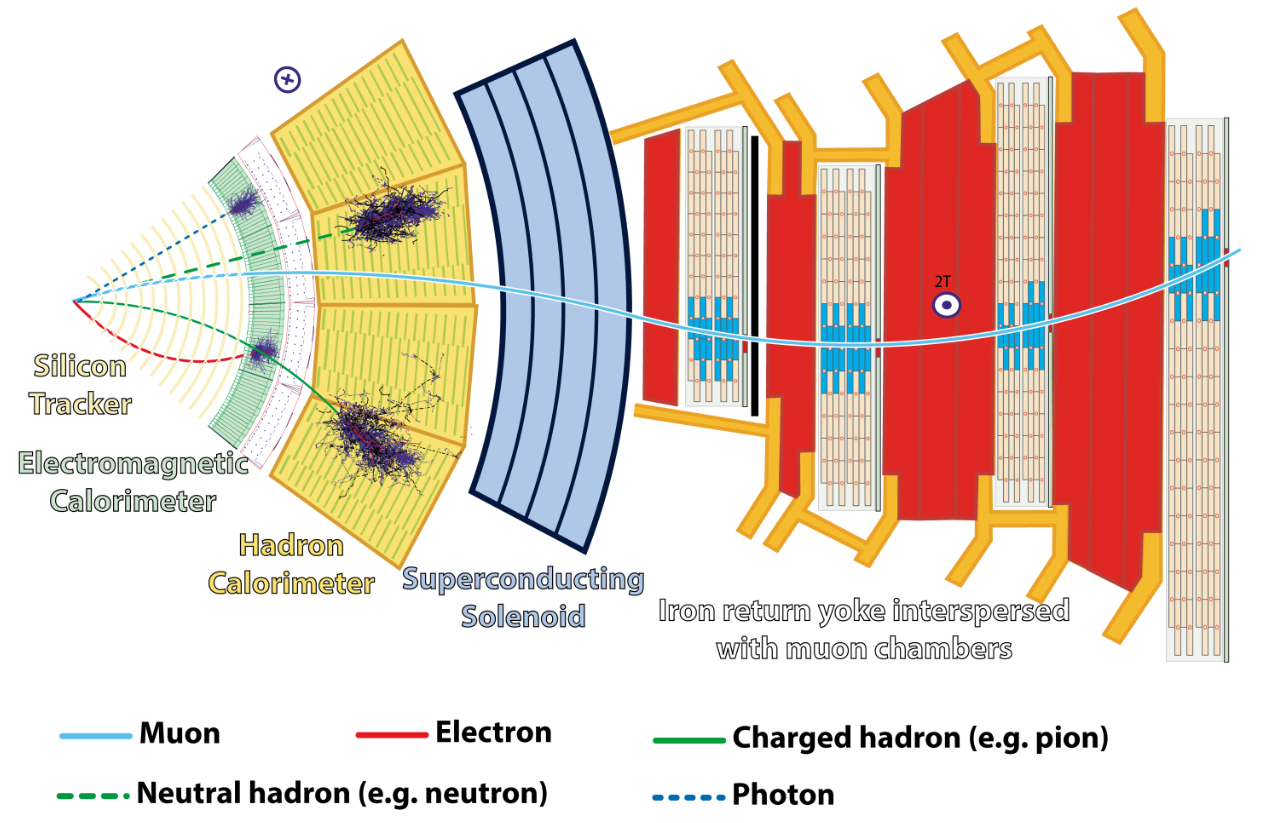 2T
Silicon
Tracker
Electromagnetic
Calorimeter
Hadron
Calorimeter
Superconducting
Solenoid
Iron return yoke interspersed
with muon chambers
Muon
Electron
Charged hadron (e.g. pion)
Neutral hadron (e.g. neutron)
Photon